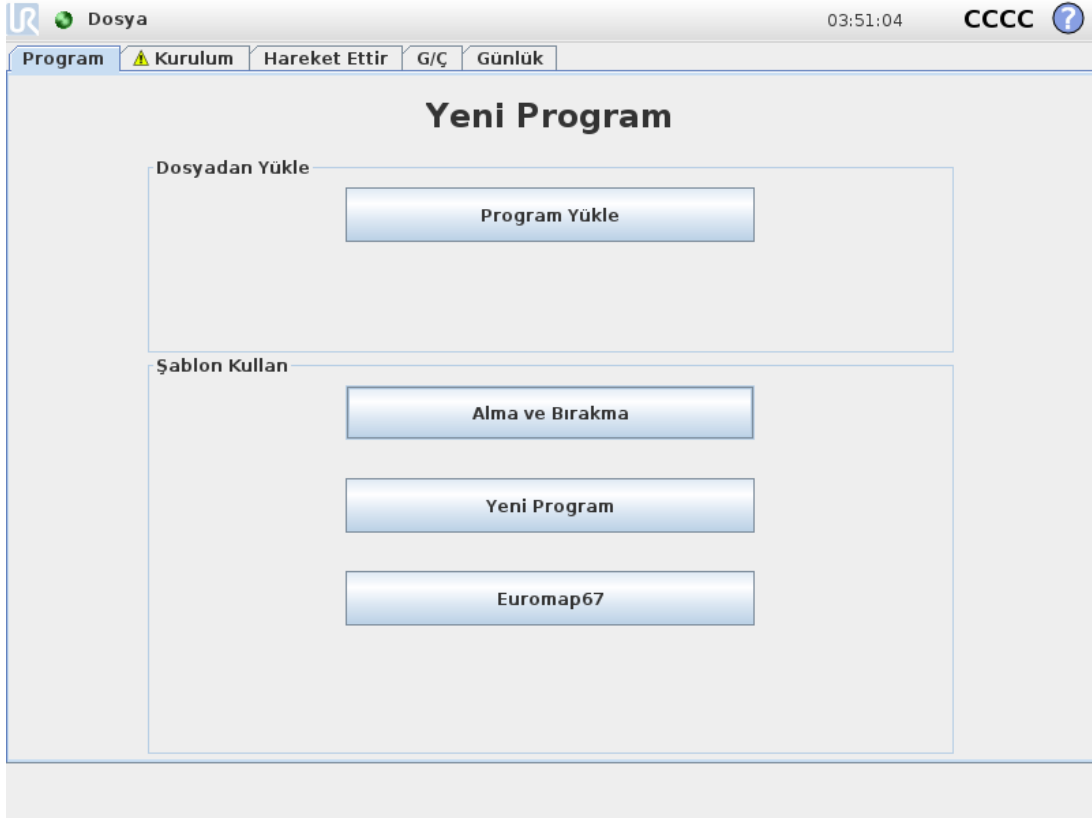 UR Dosya 03:51:04 CCCC ?
Program Kurulum Hareket Ettir G/Ç Günlük
Yeni Program
Dosyadan Yükle
Program Yükle
Şablon Kullan
Alma ve Bırakma
Yeni Program
Euromap67